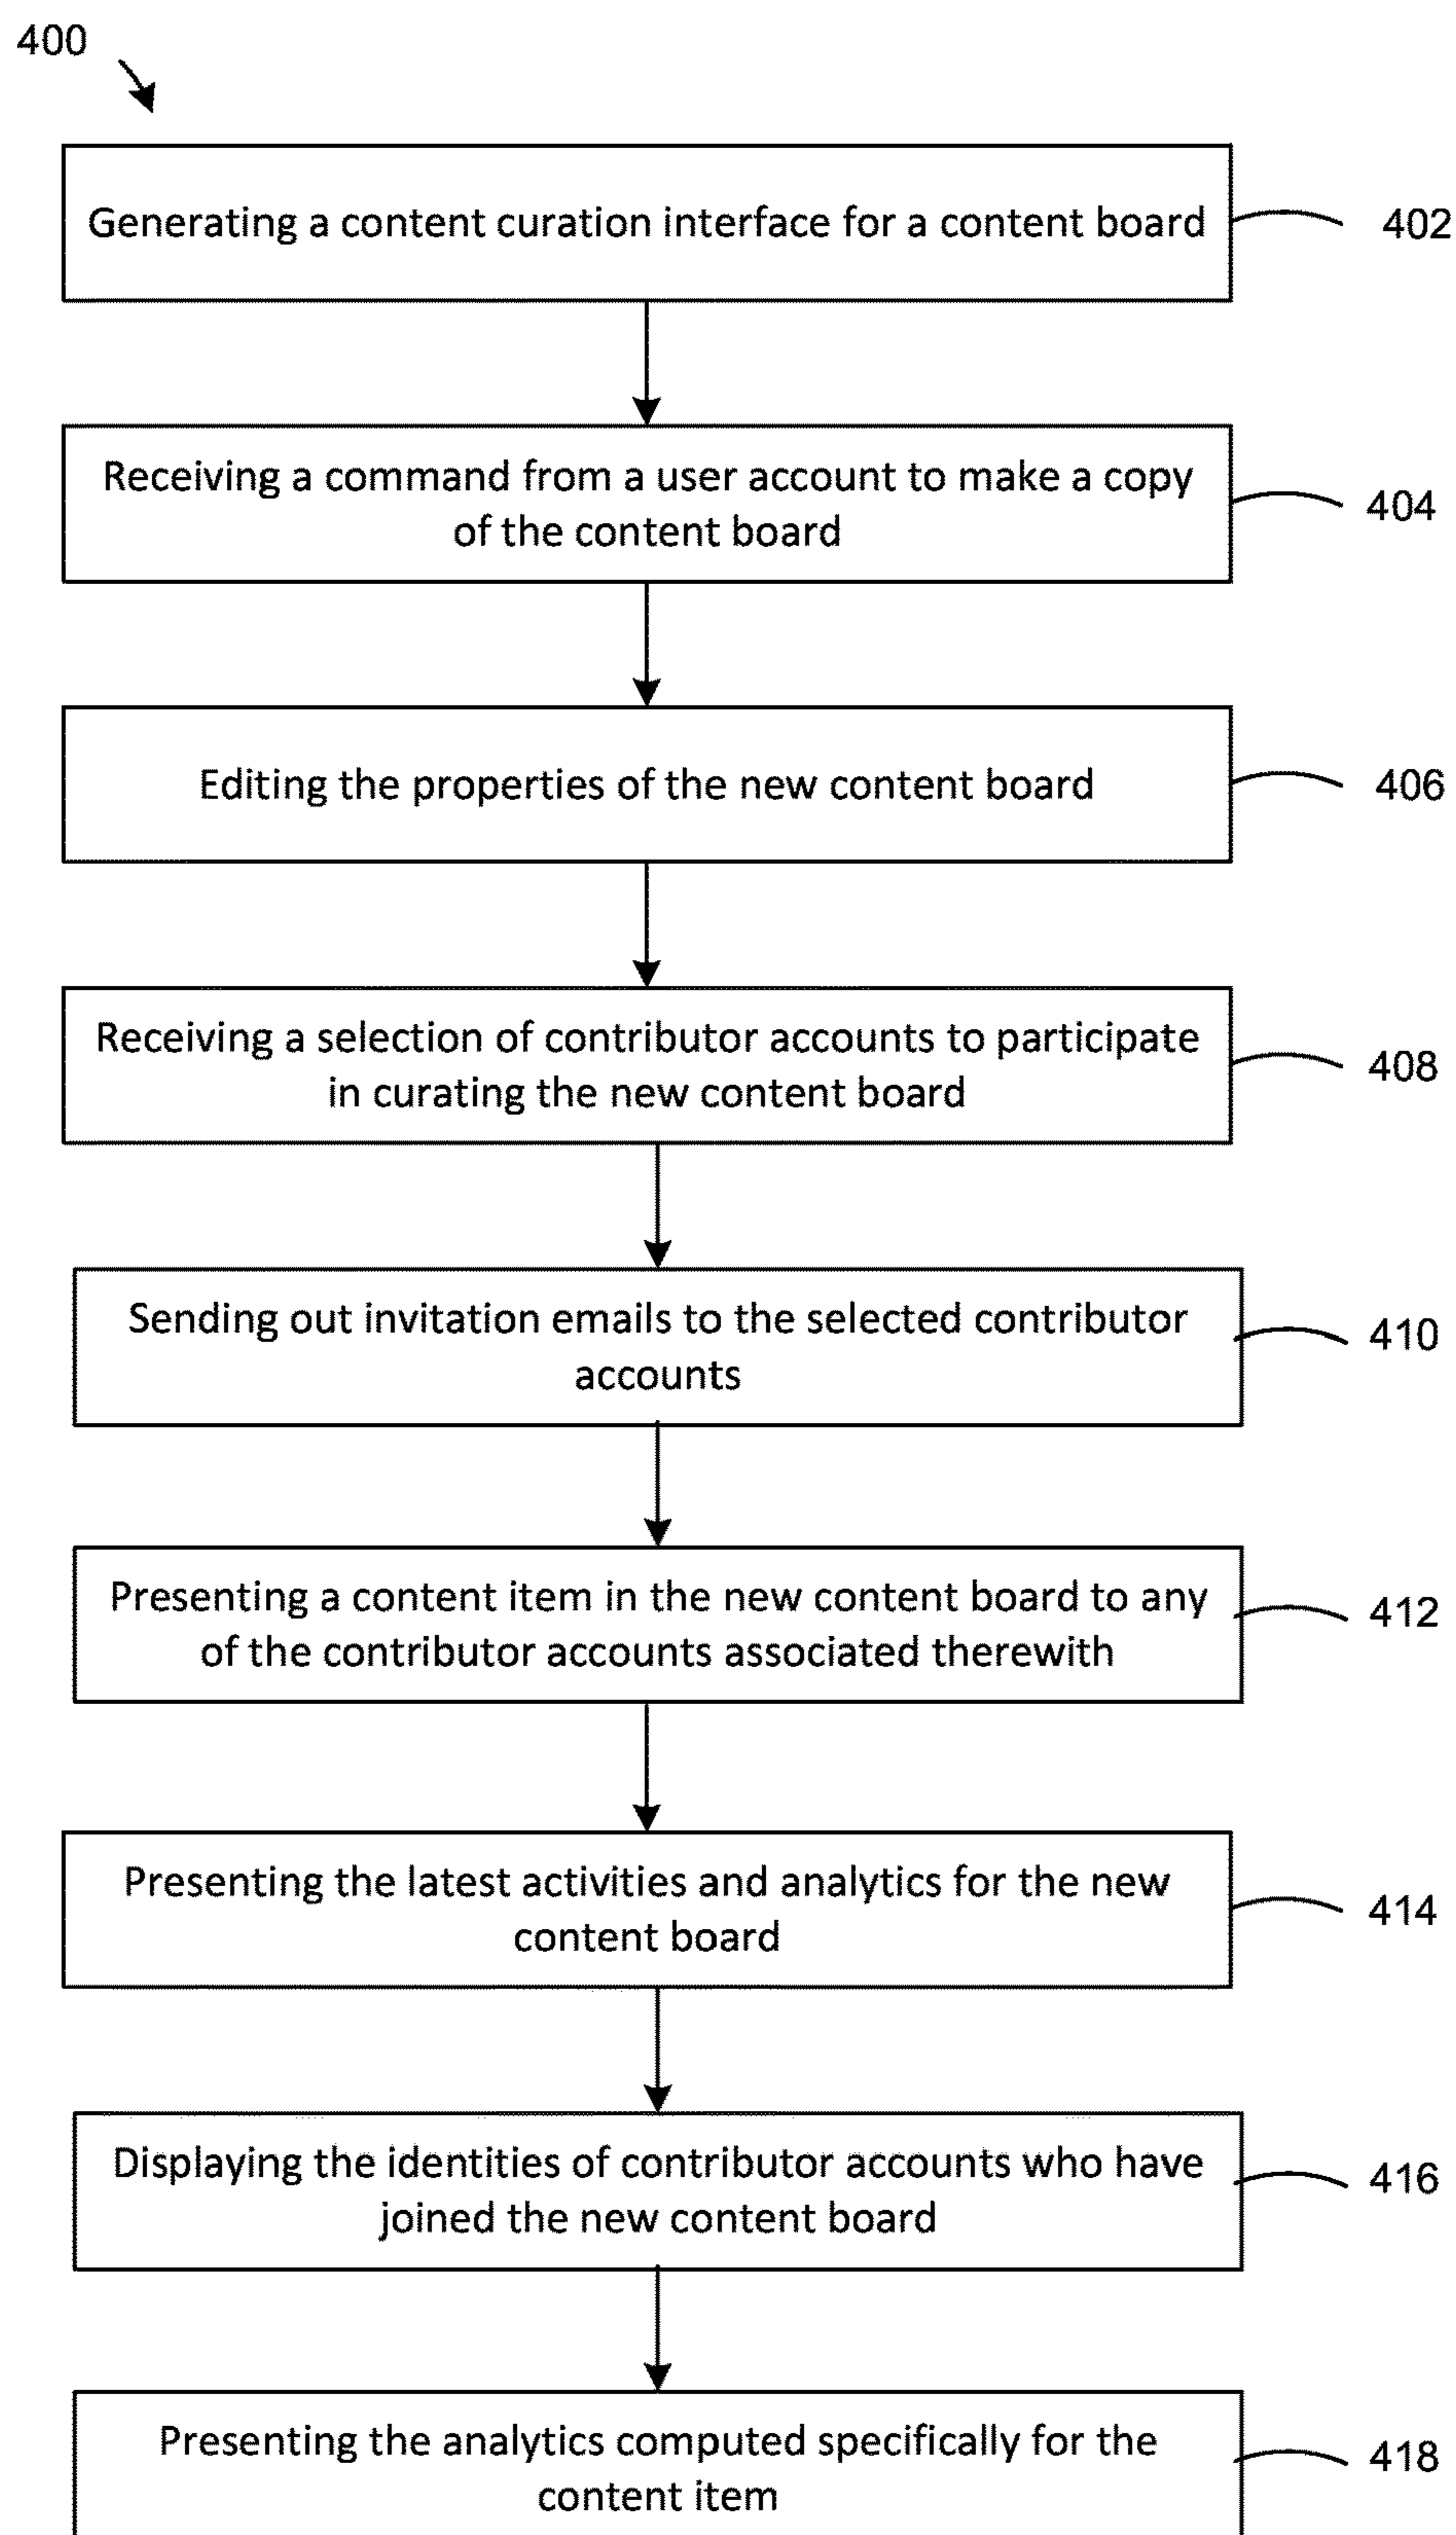 400
Generating a content curation interface for a content board
402
Receiving a command from a user account to make a copy
of the content board
404
Editing the properties of the new content board
406
Receiving a selection of contributor accounts to participate
in curating the new content board
408
Sending out invitation emails to the selected contributor
accounts
410
Presenting a content item in the new content board to any
of the contributor accounts associated therewith
412
Presenting the latest activities and analytics for the new
content board
414
Displaying the identities of contributor accounts who have
joined the new content board
416
Presenting the analytics computed specifically for the
content item
418